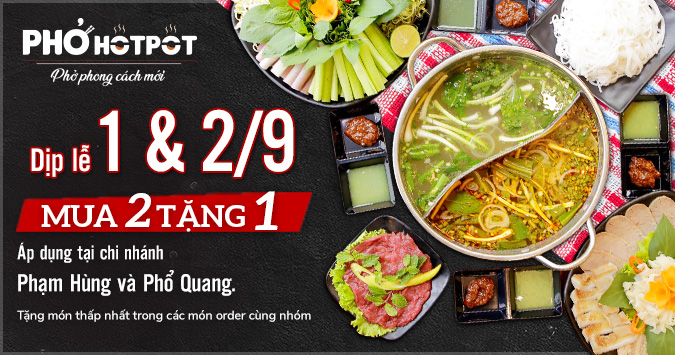 PHỞ HOTPOT
Phở phong cách mới
Dịp lễ 1 & 2/9
MUA 2 TẶNG 1
Áp dụng tại chi nhánh
Phạm Hùng và Phổ Quang.
Tặng món thấp nhất trong các món order cùng nhóm